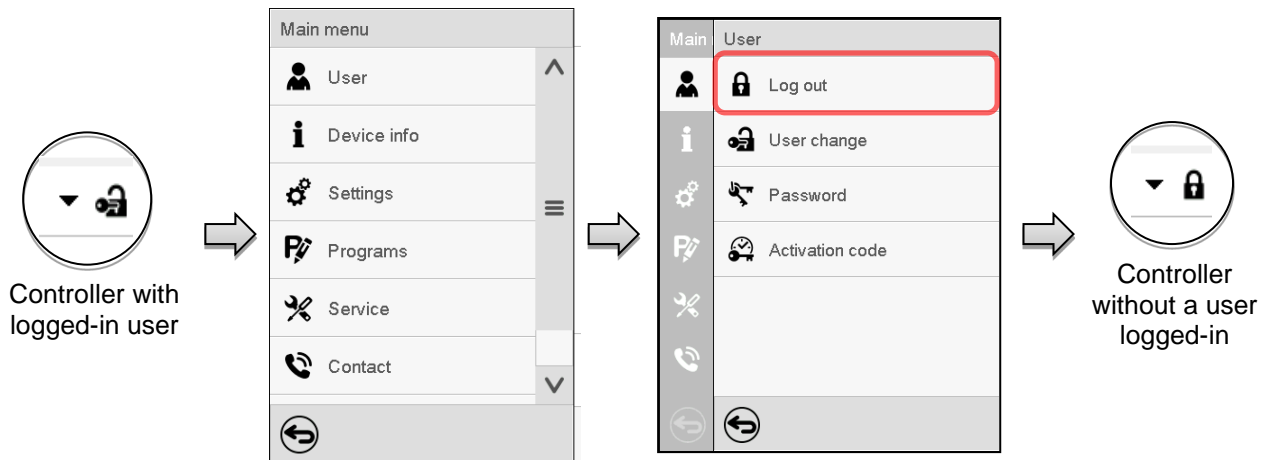 Controller with
logged-in user
Main menu
User
Device info
Settings
Programs
Service
Contact
Main
User
Log out
User change
Password
Activation code
Controller
without a user
logged-in